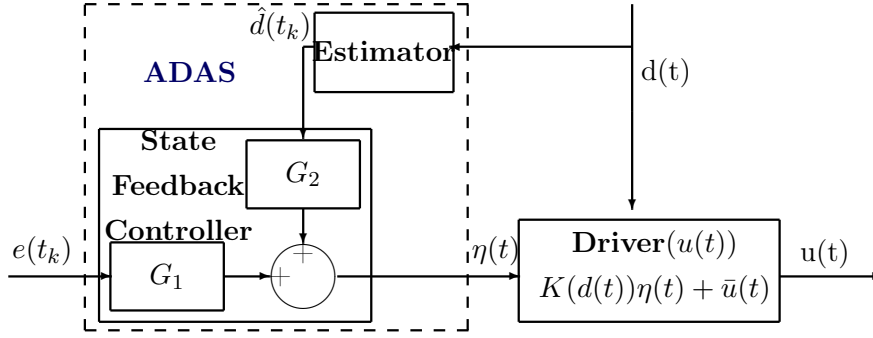 d̂(t_k)
Estimator
ADAS
d(t)
State
G_2
Feedback
Controller
e(t_k)
G_1
+
+
η(t)
Driver(u(t))
K(d(t))η(t) + ū(t)
u(t)